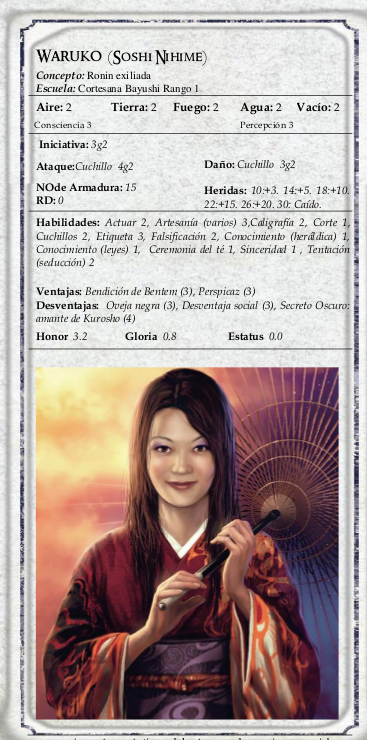 WARUKO (SOSHI NIHIME)
Concepto: Ronin exiliada
Escuela: Cortesana Bayushi Rango 1
Aire: 2 Tierra: 2 Fuego: 2 Agua: 2 Vacío: 2
Consciencia 3 Percepción 3
Iniciativa: 3g2
Ataque:Cuchillo 4g2 Daño: Cuchillo 3g2
NOde Armadura: 15
RD: 0
Heridas: 10:+3. 14:+5. 18:+10.
22:+15. 26:+20. 30: Caído.
Habilidades: Actuar 2, Artesanía (varios) 3,Caligrafía 2, Corte 1,
Cuchillos 2, Etiqueta 3, Falsificación 2, Conocimiento (heráldica) 1,
Conocimiento (leyes) 1, Ceremonia del té 1, Sinceridad 1 , Tentación
(seducción) 2
Ventajas: Bendición de Bentem (3), Perspicaz (3)
Desventajas: Oveja negra (3), Desventaja social (3), Secreto Oscuro:
amante de Kurosho (4)
Honor 3.2 Gloria 0,8 Estatus 0.0